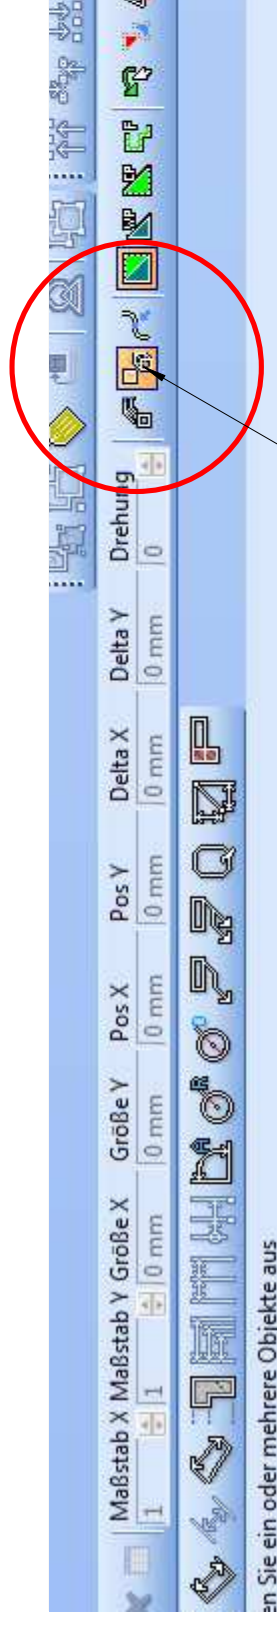 Maßstab X Maßstab Y Größe X Größe Y Pos X Pos Y Delta X Delta Y Drehung
1 1 0 mm 0 mm 0 mm 0 mm 0 mm 0 mm 0
A R
en Sie ein oder mehrere Objekte aus